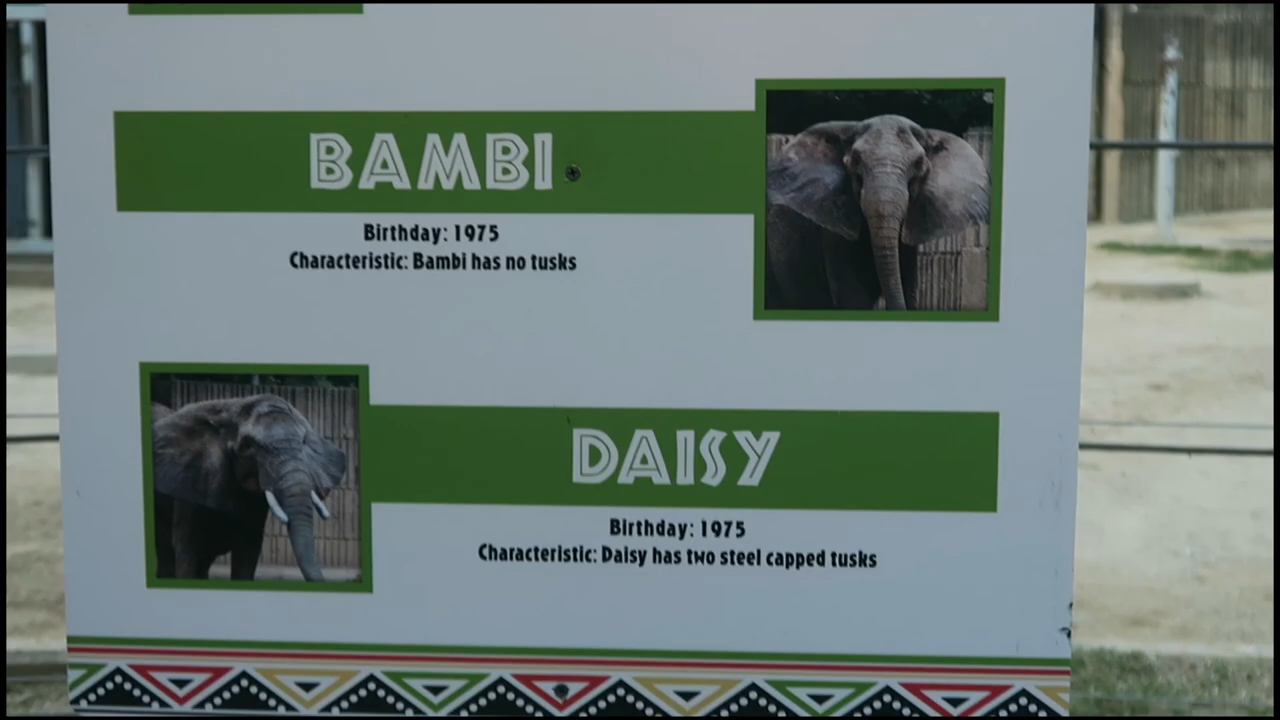 BAMBI
Birthday: 1975
Characteristic: Bambi has no tusks
DAISY
Birthday: 1975
Characteristic: Daisy has two steel capped tusks